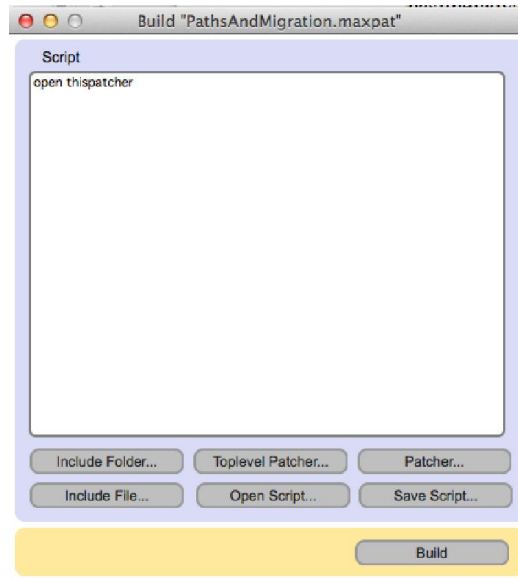 Build "PathsAndMigration.maxpat"
Script
open thispatcher
Include Folder... Toplevel Patcher... Patcher...
Include File... Open Script... Save Script...
Build